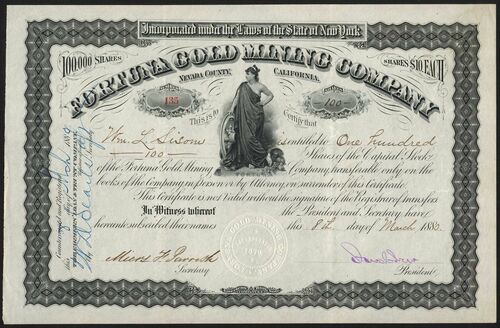 Incorporated under the Laws of the State of New York.
100,000 SHARES
SHARES $10 EACH
FORTUNA GOLD MINING COMPANY
NEVADA COUNTY, CALIFORNIA.
135
100
This is to Certify that
Wm L Sisson is entitled to One hundred
100 Shares of the Capital Stock
of the Fortuna Gold Mining Company, transferable only on the
books of the Company in person or by Attorney, on surrender of this Certificate.
This Certificate is not valid without the signature of the Registrar of transfers
In Witness whereof the President and Secretary have
hereunto subscribed their names this 8th day of March 1880.
FORTUNA
Secretary
President